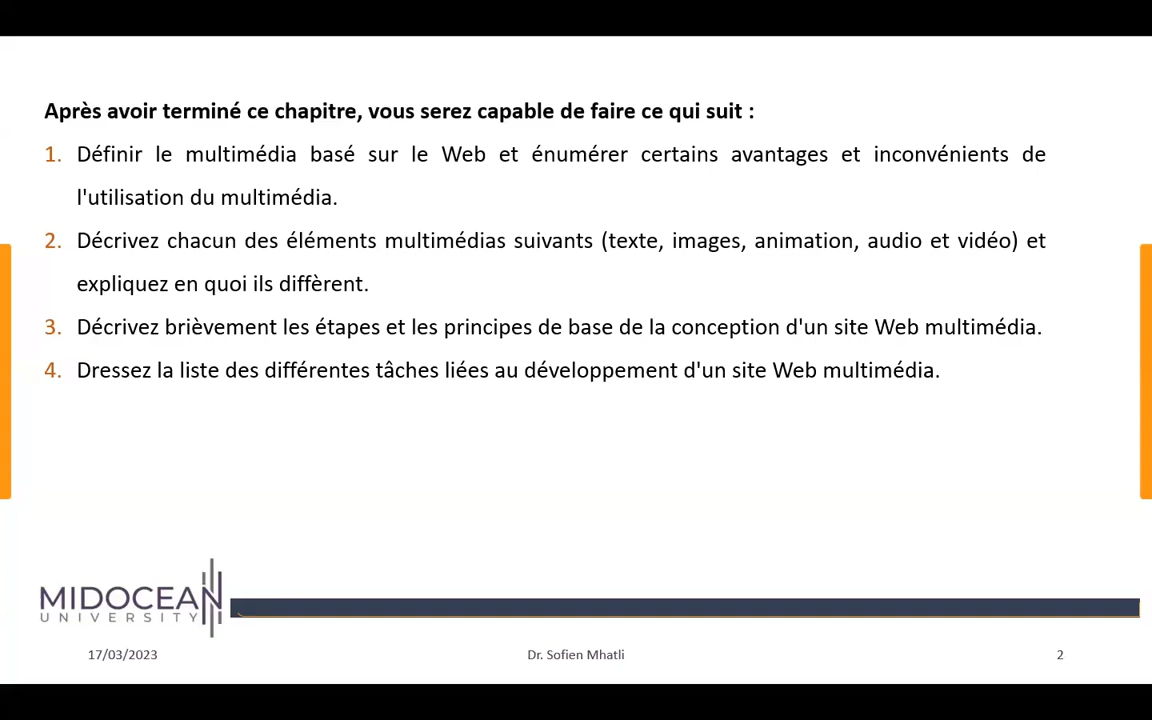 Après avoir terminé ce chapitre, vous serez capable de faire ce qui suit :
1. Définir le multimédia basé sur le Web et énumérer certains avantages et inconvénients de
l'utilisation du multimédia.
2. Décrivez chacun des éléments multimédias suivants (texte, images, animation, audio et vidéo) et
expliquez en quoi ils diffèrent.
3. Décrivez brièvement les étapes et les principes de base de la conception d'un site Web multimédia.
4. Dressez la liste des différentes tâches liées au développement d'un site Web multimédia.
MIDOCEAN
UNIVERSITY
17/03/2023
Dr. Sofien Mhatli
2